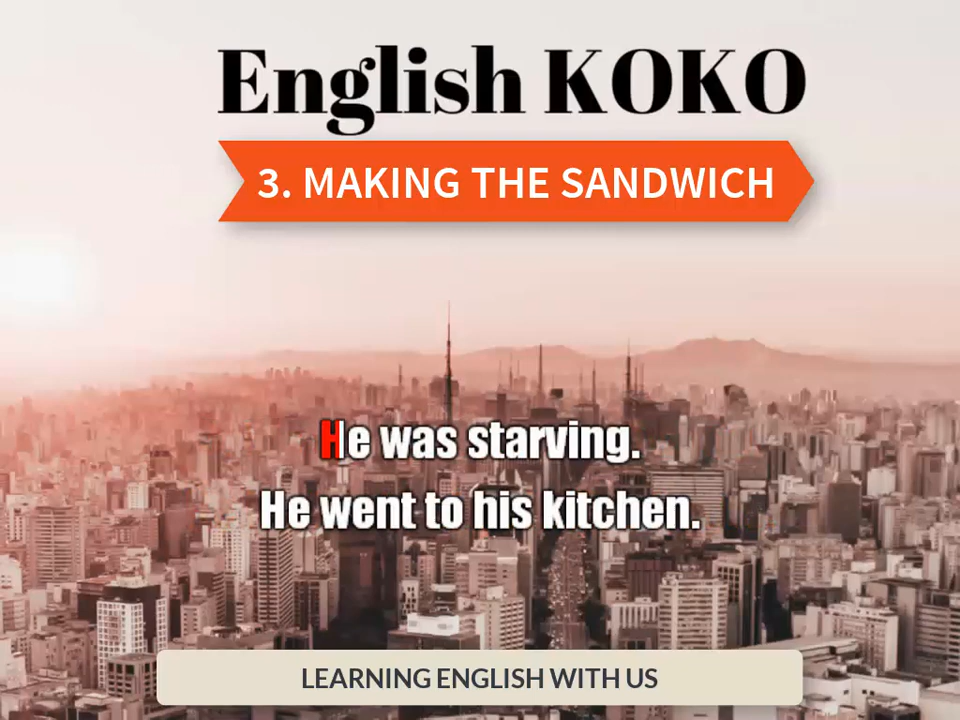 English KOKO
3. MAKING THE SANDWICH
He was starving.
He went to his kitchen.
LEARNING ENGLISH WITH US